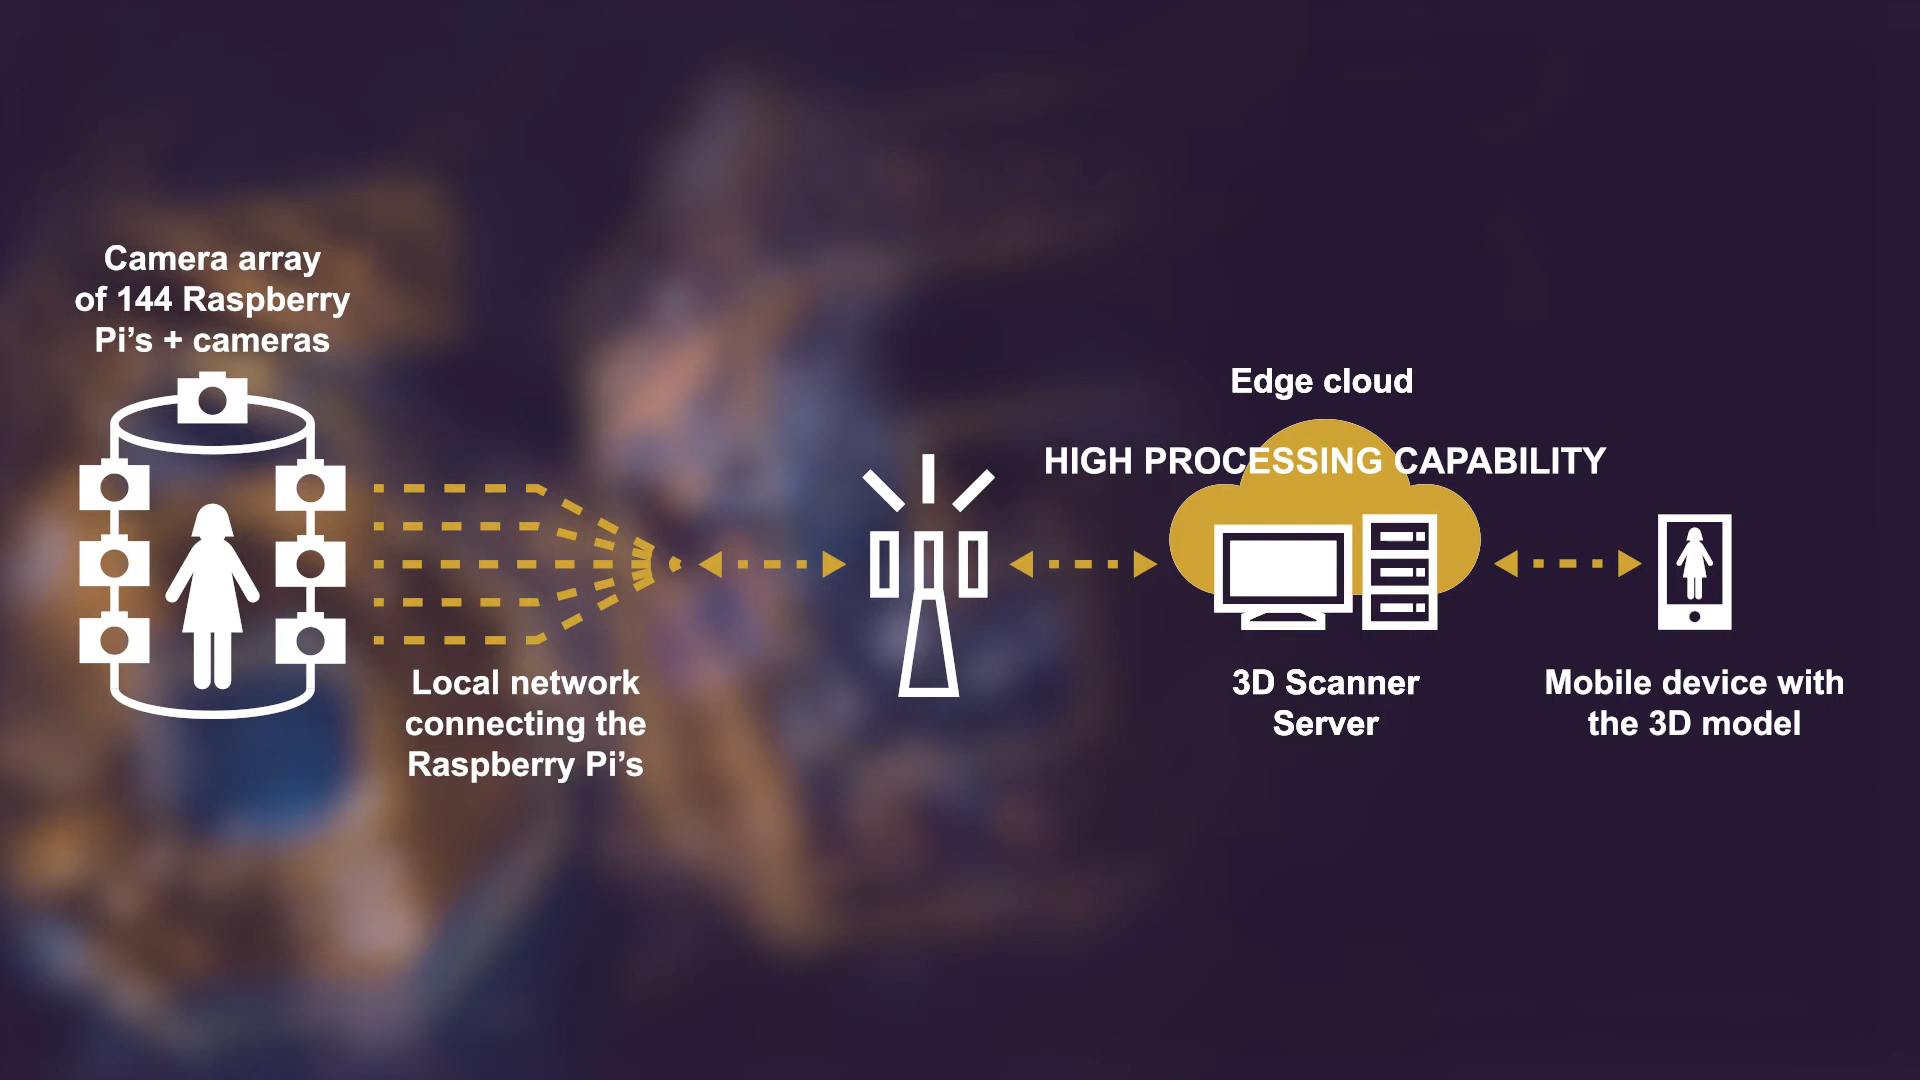 Camera array
of 144 Raspberry
Pi’s + cameras
Local network
connecting the
Raspberry Pi’s
Edge cloud
HIGH PROCESSING CAPABILITY
3D Scanner
Server
Mobile device with
the 3D model